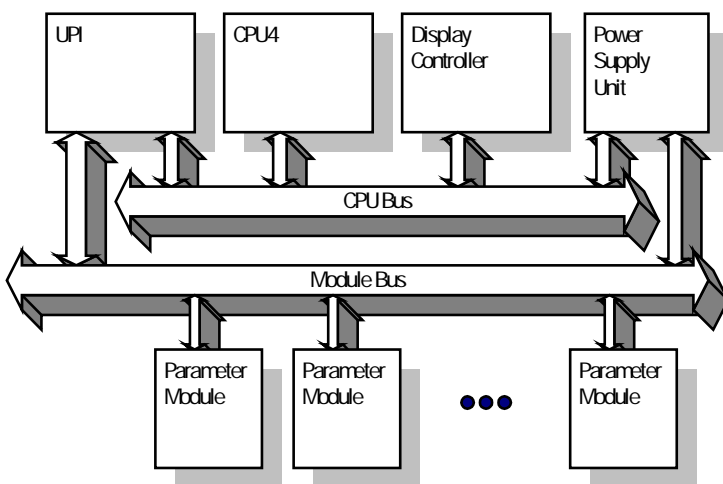 UPI
CPU4
Display
Controller
Power
Supply
Unit
CPU Bus
Module Bus
Parameter
Module
Parameter
Module
Parameter
Module